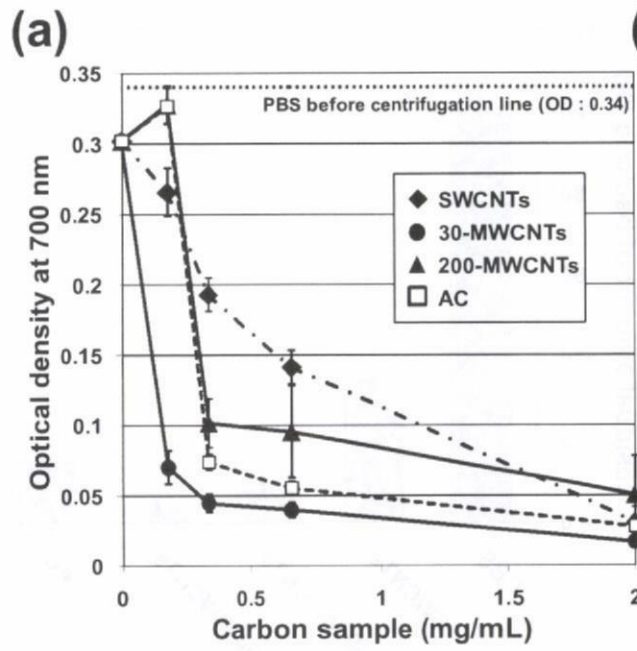 (a)
0.35
PBS before centrifugation line (OD : 0.34)
0.3
SWCNTs
30-MWCNTs
200-MWCNTs
AC
0.25
0.2
0.15
0.1
0.05
0
Optical density at 700 nm
0 0.5 1 1.5 2
Carbon sample (mg/mL)